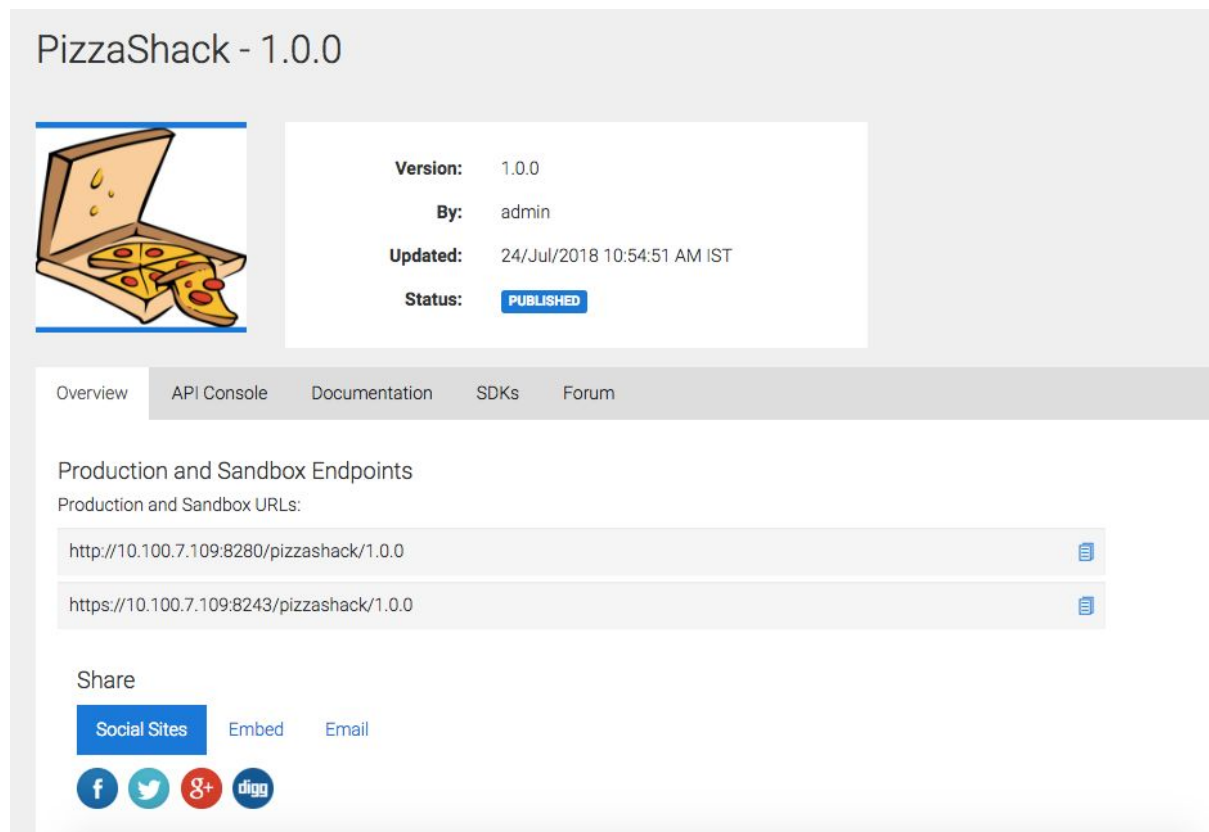 PizzaShack - 1.0.0
Version: 1.0.0
By: admin
Updated: 24/Jul/2018 10:54:51 AM IST
Status: PUBLISHED
Overview API Console Documentation SDKs Forum
Production and Sandbox Endpoints
Production and Sandbox URLs:
http://10.100.7.109:8280/pizzashack/1.0.0
https://10.100.7.109:8243/pizzashack/1.0.0
Share
Social Sites Embed Email
f 8+ digg